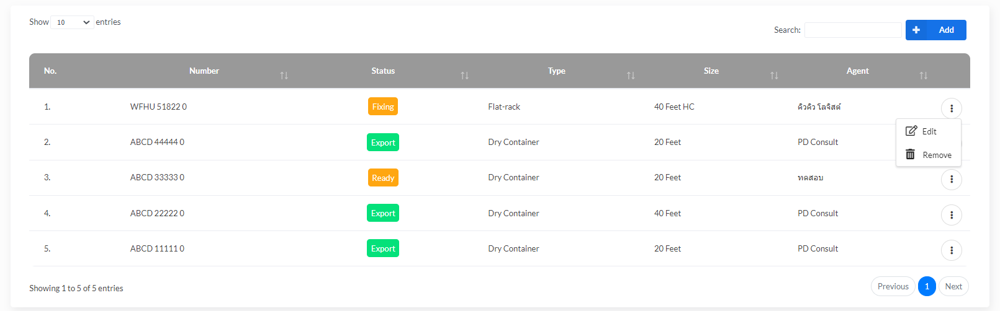 Show 10 entries
Search: Add
No. Number Status Type Size Agent
1. WFHU 51822 0 Fixing Flat-rack 40 Feet HC คิวคิว โลจิสต์
Edit
2. ABCD 44444 0 Export Dry Container 20 Feet PD Consult
Remove
3. ABCD 33333 0 Ready Dry Container 20 Feet ทดสอบ
4. ABCD 22222 0 Export Dry Container 40 Feet PD Consult
5. ABCD 11111 0 Export Dry Container 20 Feet PD Consult
Showing 1 to 5 of 5 entries
Previous 1 Next